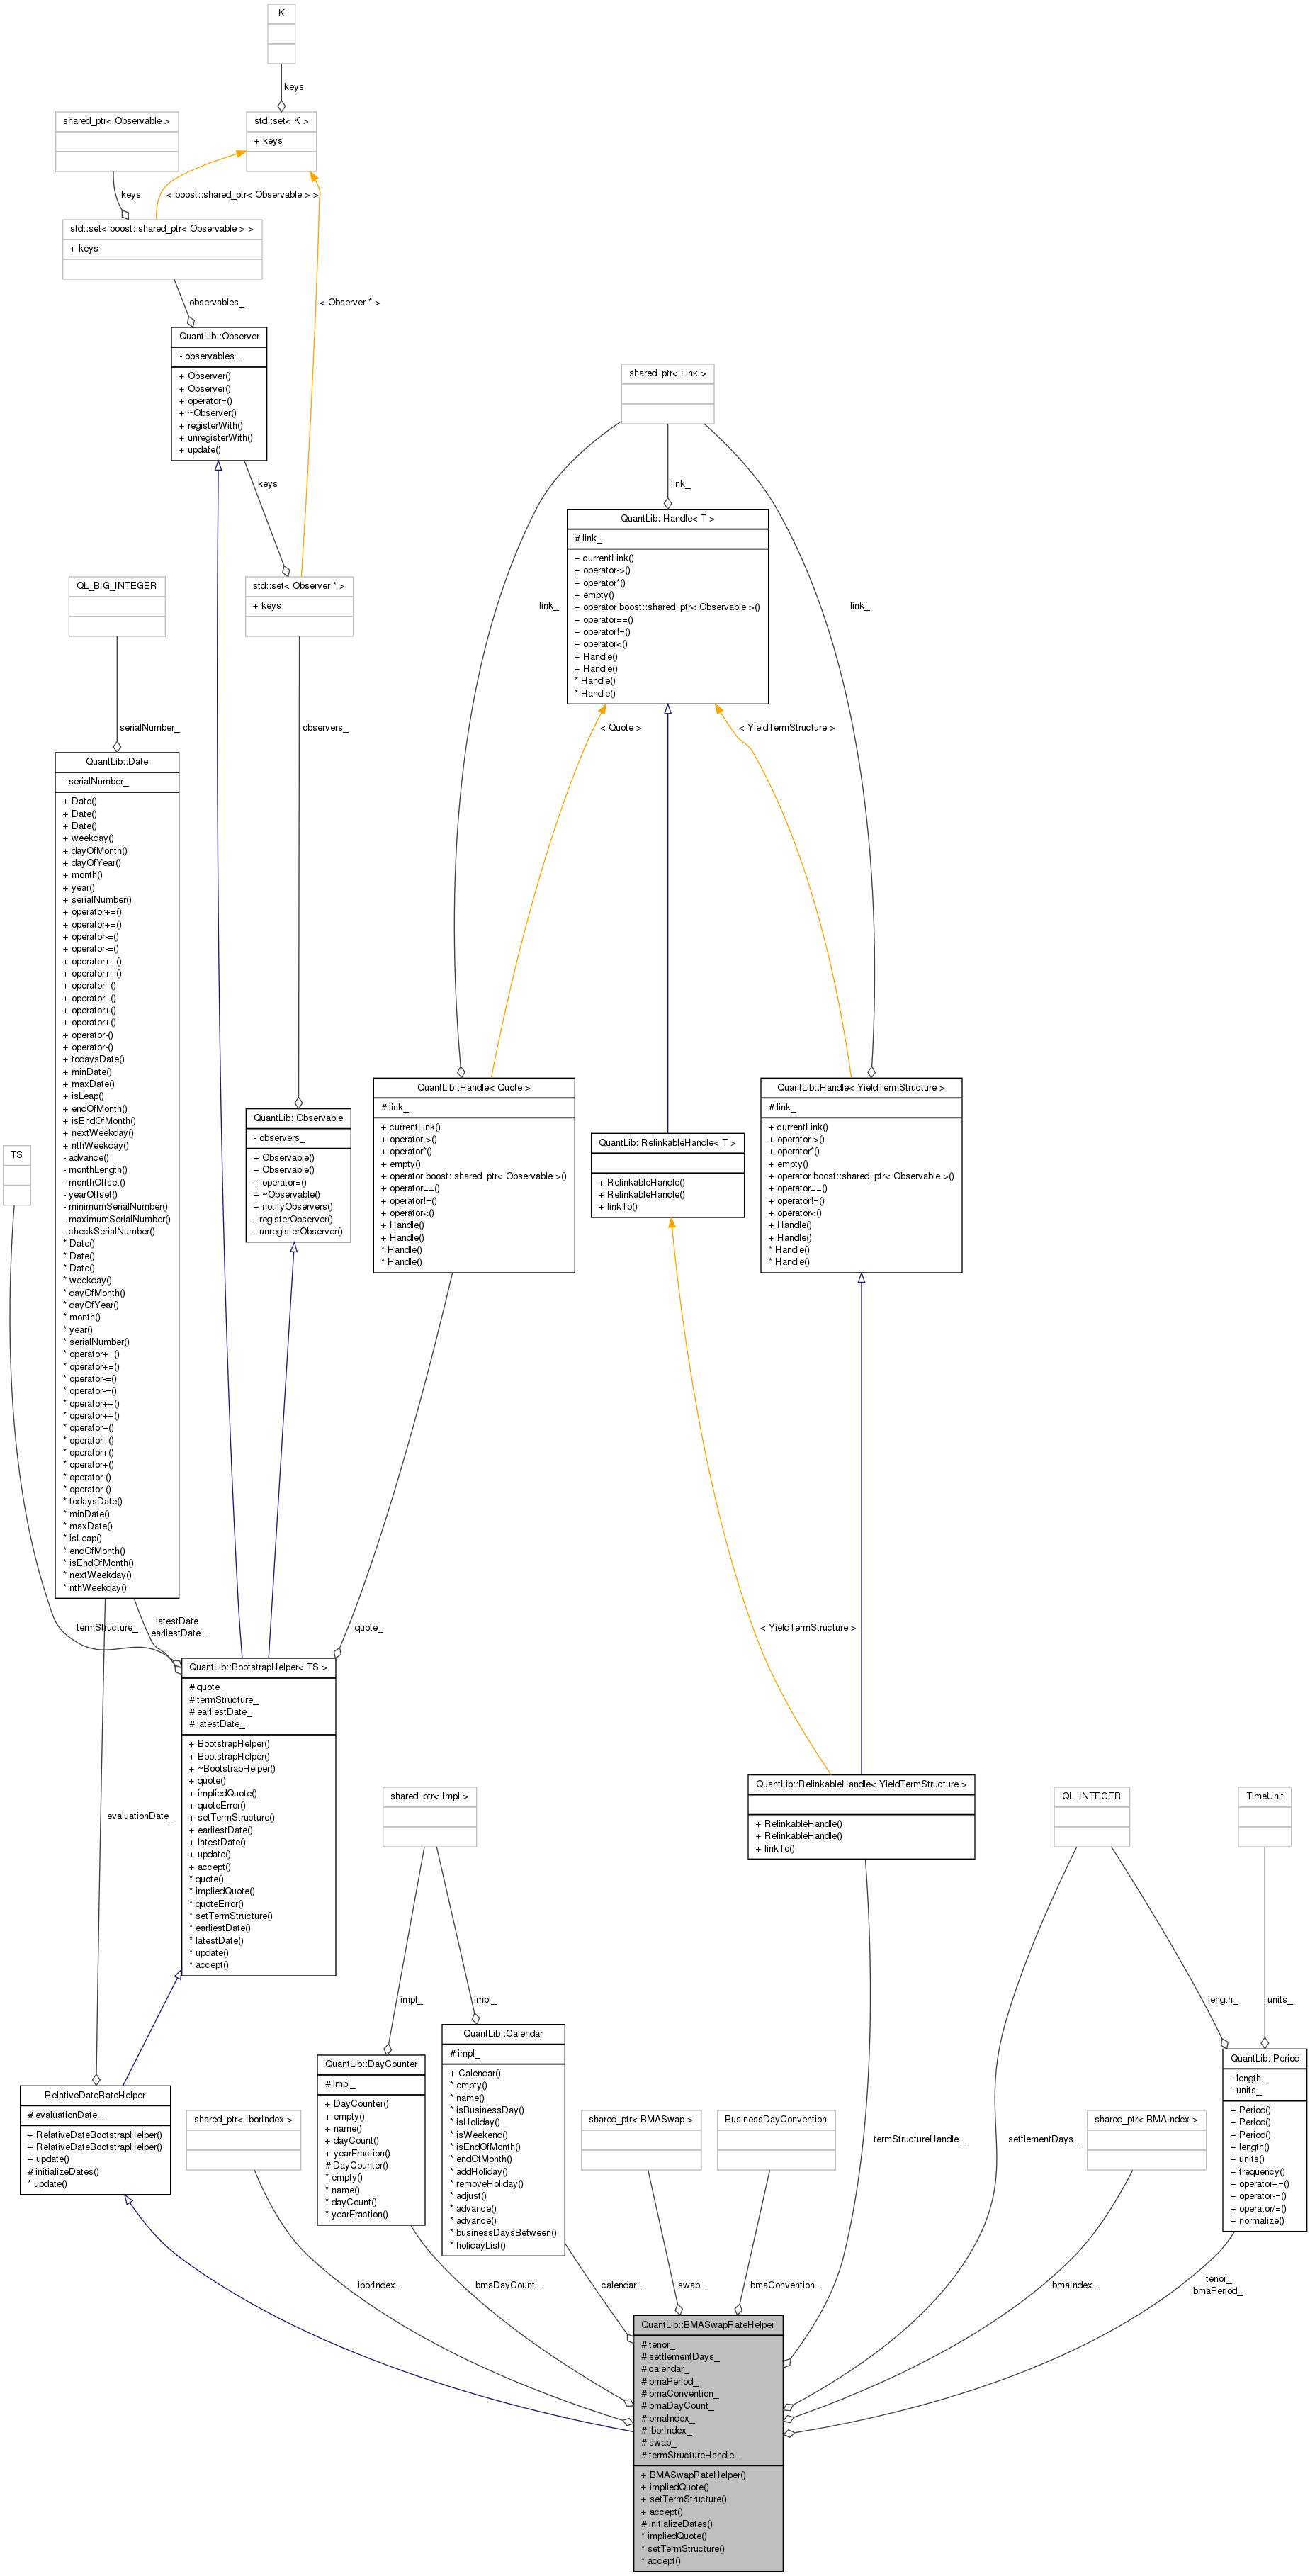 K
keys
shared_ptr< Observable >
std::set< K >
+ keys
keys
< boost::shared_ptr< Observable > >
std::set< boost::shared_ptr< Observable > >
+ keys
observables_
< Observer * >
QuantLib::Observer
- observables_
+ Observer()
+ Observer()
+ operator=()
+ ~Observer()
+ registerWith()
+ unregisterWith()
+ update()
shared_ptr< Link >
keys
link_
QuantLib::Handle< T >
# link_
+ currentLink()
+ operator->()
+ operator*()
+ empty()
+ operator boost::shared_ptr< Observable >()
+ operator==()
+ operator!=()
+ operator<()
+ Handle()
+ Handle()
* Handle()
* Handle()
QL_BIG_INTEGER
std::set< Observer * >
+ keys
link_
link_
serialNumber_
observers_
< Quote >
< YieldTermStructure >
QuantLib::Date
- serialNumber_
+ Date()
+ Date()
+ Date()
+ weekday()
+ dayOfMonth()
+ dayOfYear()
+ month()
+ year()
+ serialNumber()
+ operator+=()
+ operator+=()
+ operator-=()
+ operator-=()
+ operator++()
+ operator++()
+ operator--()
+ operator--()
+ operator+()
+ operator+()
+ operator-()
+ operator-()
+ todaysDate()
+ minDate()
+ maxDate()
+ isLeap()
+ endOfMonth()
+ isEndOfMonth()
+ nextWeekday()
+ nthWeekday()
- advance()
- monthLength()
- monthOffset()
- yearOffset()
- minimumSerialNumber()
- maximumSerialNumber()
- checkSerialNumber()
* Date()
* Date()
* Date()
* weekday()
* dayOfMonth()
* dayOfYear()
* month()
* year()
* serialNumber()
* operator+=()
* operator+=()
* operator-=()
* operator-=()
* operator++()
* operator++()
* operator--()
* operator--()
* operator+()
* operator+()
* operator-()
* operator-()
* todaysDate()
* minDate()
* maxDate()
* isLeap()
* endOfMonth()
* isEndOfMonth()
* nextWeekday()
* nthWeekday()
TS
QuantLib::Observable
- observers_
+ Observable()
+ Observable()
+ operator=()
+ ~Observable()
+ notifyObservers()
- registerObserver()
- unregisterObserver()
QuantLib::Handle< Quote >
# link_
+ currentLink()
+ operator->()
+ operator*()
+ empty()
+ operator boost::shared_ptr< Observable >()
+ operator==()
+ operator!=()
+ operator<()
+ Handle()
+ Handle()
* Handle()
* Handle()
QuantLib::RelinkableHandle< T >
+ RelinkableHandle()
+ RelinkableHandle()
+ linkTo()
QuantLib::Handle< YieldTermStructure >
# link_
+ currentLink()
+ operator->()
+ operator*()
+ empty()
+ operator boost::shared_ptr< Observable >()
+ operator==()
+ operator!=()
+ operator<()
+ Handle()
+ Handle()
* Handle()
* Handle()
termStructure_
latestDate_
earliestDate_
quote_
< YieldTermStructure >
QuantLib::BootstrapHelper< TS >
# quote_
# termStructure_
# earliestDate_
# latestDate_
+ BootstrapHelper()
+ BootstrapHelper()
+ ~BootstrapHelper()
+ quote()
+ impliedQuote()
+ quoteError()
+ setTermStructure()
+ earliestDate()
+ latestDate()
+ update()
+ accept()
* quote()
* impliedQuote()
* quoteError()
* setTermStructure()
* earliestDate()
* latestDate()
* update()
* accept()
evaluationDate_
shared_ptr< Impl >
QuantLib::RelinkableHandle< YieldTermStructure >
+ RelinkableHandle()
+ RelinkableHandle()
+ linkTo()
QL_INTEGER
TimeUnit
impl_
impl_
length_
units_
RelativeDateRateHelper
# evaluationDate_
+ RelativeDateBootstrapHelper()
+ RelativeDateBootstrapHelper()
+ update()
# initializeDates()
* update()
shared_ptr< IborIndex >
QuantLib::DayCounter
# impl_
+ DayCounter()
+ empty()
+ name()
+ dayCount()
+ yearFraction()
# DayCounter()
* empty()
* name()
* dayCount()
* yearFraction()
QuantLib::Calendar
# impl_
+ Calendar()
* empty()
* name()
* isBusinessDay()
* isHoliday()
* isWeekend()
* isEndOfMonth()
* endOfMonth()
* addHoliday()
* removeHoliday()
* adjust()
* advance()
* advance()
* businessDaysBetween()
* holidayList()
shared_ptr< BMASwap >
BusinessDayConvention
termStructureHandle_
settlementDays_
shared_ptr< BMAIndex >
QuantLib::Period
- length_
- units_
+ Period()
+ Period()
+ Period()
+ length()
+ units()
+ frequency()
+ operator+=()
+ operator-=()
+ operator/=()
+ normalize()
iborIndex_
bmaDayCount_
calendar_
swap_
bmaConvention_
bmaIndex_
tenor_
bmaPeriod_
QuantLib::BMASwapRateHelper
# tenor_
# settlementDays_
# calendar_
# bmaPeriod_
# bmaConvention_
# bmaDayCount_
# bmaIndex_
# iborIndex_
# swap_
# termStructureHandle_
+ BMASwapRateHelper()
+ impliedQuote()
+ setTermStructure()
+ accept()
# initializeDates()
* impliedQuote()
* setTermStructure()
* accept()